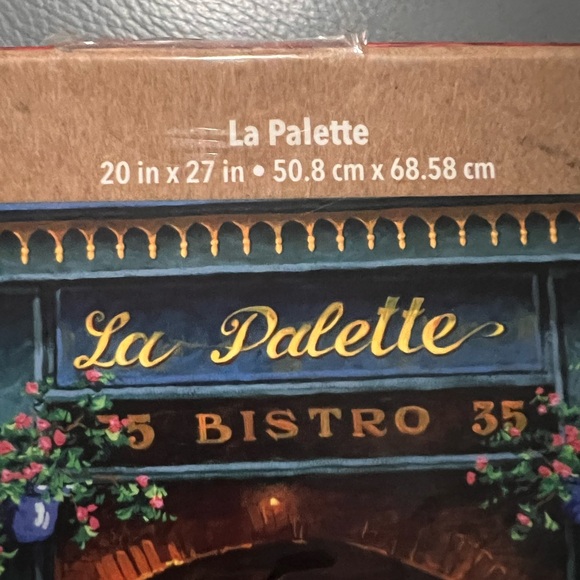 La Palette
20 in x 27 in • 50.8 cm x 68.58 cm
La Palette
35 BISTRO 35